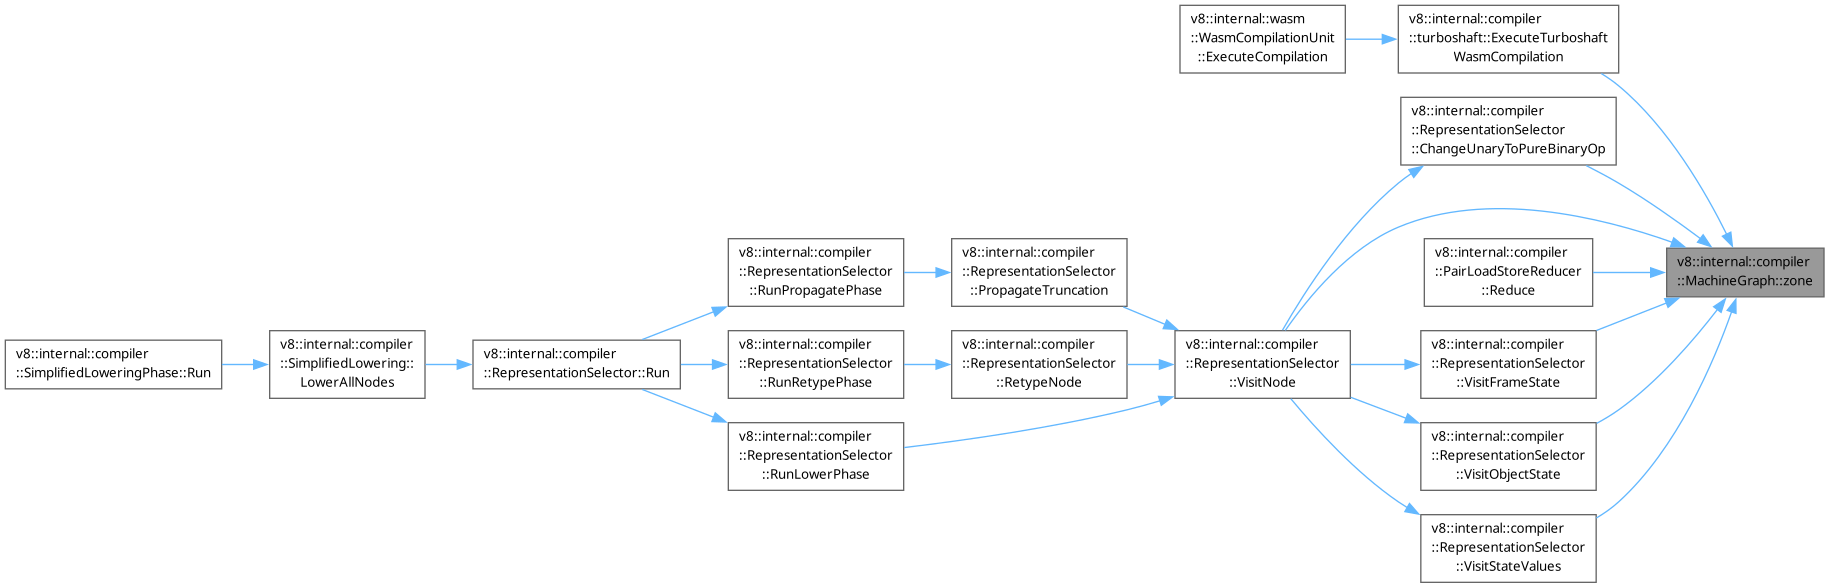 v8::internal::wasm
::WasmCompilationUnit
::ExecuteCompilation
v8::internal::compiler
::turboshaft::ExecuteTurboshaft
WasmCompilation
v8::internal::compiler
::RepresentationSelector
::ChangeUnaryToPureBinaryOp
v8::internal::compiler
::RepresentationSelector
::RunPropagatePhase
v8::internal::compiler
::RepresentationSelector
::PropagateTruncation
v8::internal::compiler
::PairLoadStoreReducer
::Reduce
v8::internal::compiler
::MachineGraph::zone
v8::internal::compiler
::SimplifiedLoweringPhase::Run
v8::internal::compiler
::SimplifiedLowering::
LowerAllNodes
v8::internal::compiler
::RepresentationSelector::Run
v8::internal::compiler
::RepresentationSelector
::RunRetypePhase
v8::internal::compiler
::RepresentationSelector
::RetypeNode
v8::internal::compiler
::RepresentationSelector
::VisitNode
v8::internal::compiler
::RepresentationSelector
::VisitFrameState
v8::internal::compiler
::RepresentationSelector
::RunLowerPhase
v8::internal::compiler
::RepresentationSelector
::VisitObjectState
v8::internal::compiler
::RepresentationSelector
::VisitStateValues